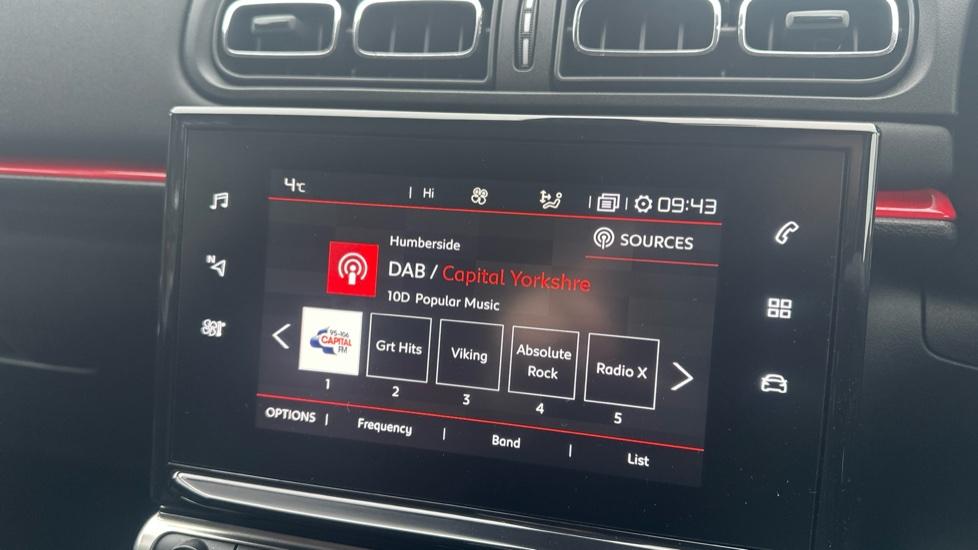 4°C | Hi | | 09:43
N
SOURCES
Humberside
DAB / Capital Yorkshre
10D Popular Music
95-106 CAPITAL FM
Grt Hits
Viking
Absolute Rock
Radio X
1 2 3 4 5
OPTIONS | Frequency | Band | List